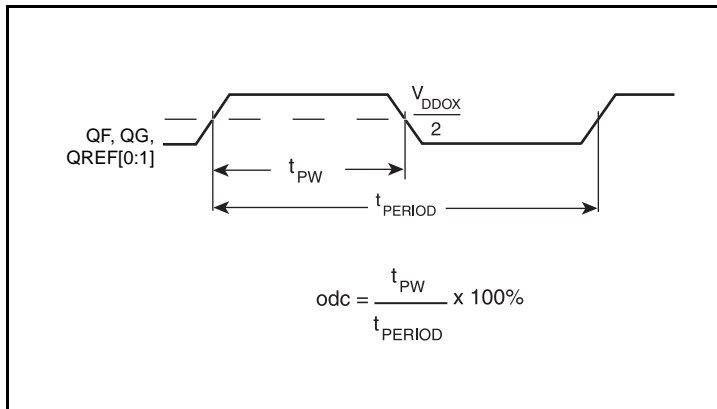 V_DDOX
2
QF, QG,
QREF[0:1]
t_PW
t_PERIOD
odc = t_PW / t_PERIOD x 100%